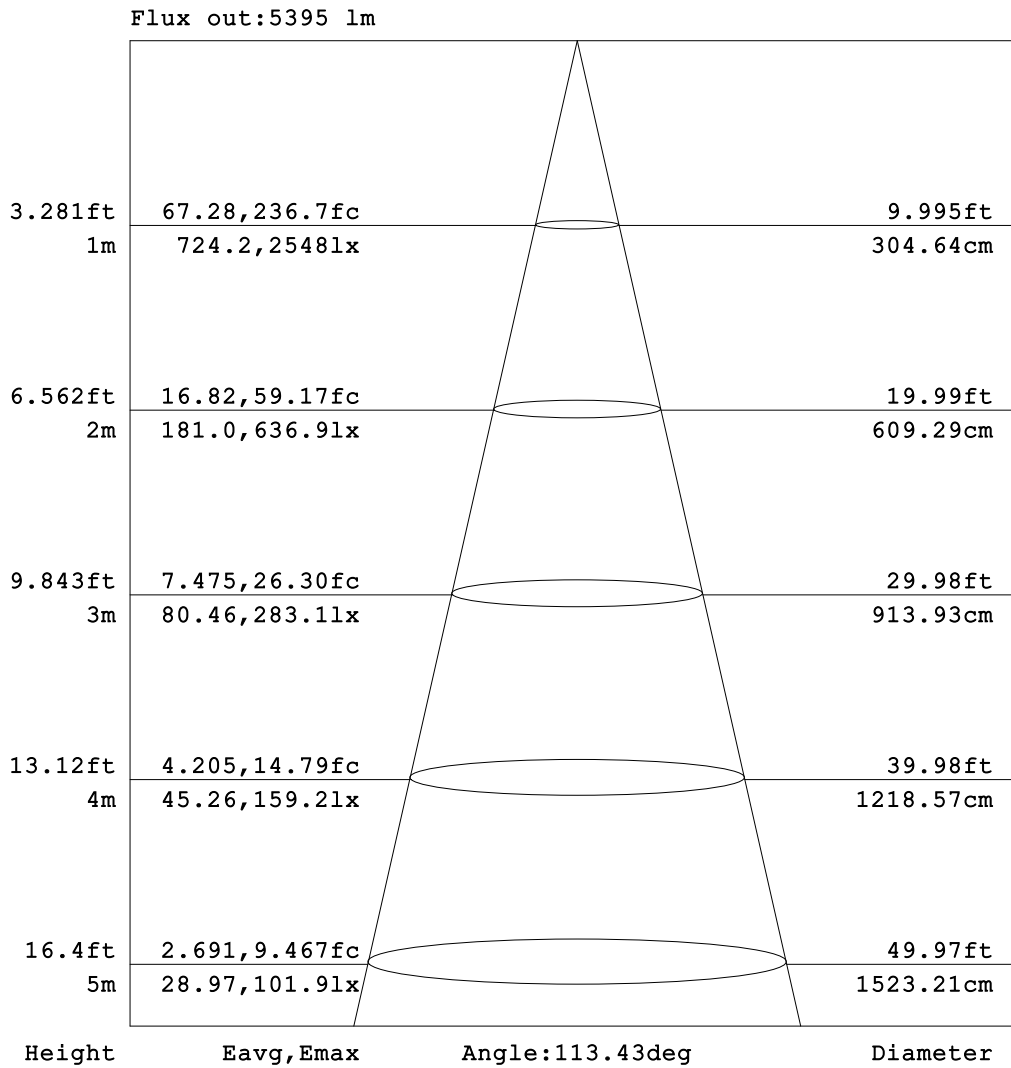 Flux out:5395 lm
3.281ft 67.28,236.7fc 9.995ft
1m 724.2,2548lx 304.64cm
6.562ft 16.82,59.17fc 19.99ft
2m 181.0,636.9lx 609.29cm
9.843ft 7.475,26.30fc 29.98ft
3m 80.46,283.1lx 913.93cm
13.12ft 4.205,14.79fc 39.98ft
4m 45.26,159.2lx 1218.57cm
16.4ft 2.691,9.467fc 49.97ft
5m 28.97,101.9lx 1523.21cm
Height Eavg,Emax Angle:113.43deg Diameter